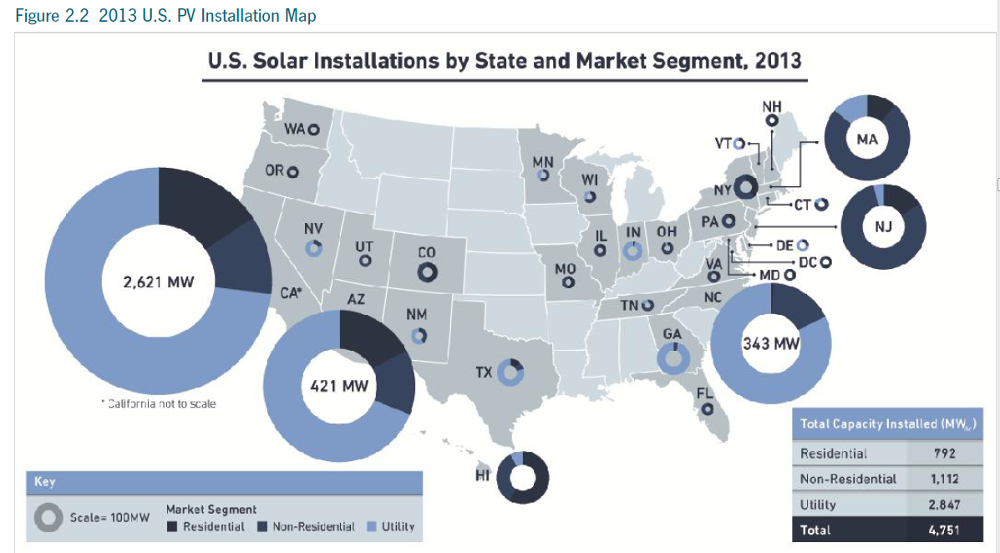 Figure 2.2 2013 U.S. PV Installation Map
U.S. Solar Installations by State and Market Segment, 2013
NH
MA
WA
VT
MN
OR
WI
NY
CT
NV
PA
NJ
UT
IL
IN
OH
CO
DE
MO
VA
DC
2,621 MW
MD
CA*
AZ
TN
NC
NM
GA
343 MW
TX
421 MW
FL
* California not to scale
HI
Key
Scale= 100MW
Market Segment
Residential Non-Residential Utility
Total Capacity Installed (MW
Residential 792
Non-Residential 1,112
Utility 2,847
Total 4,751